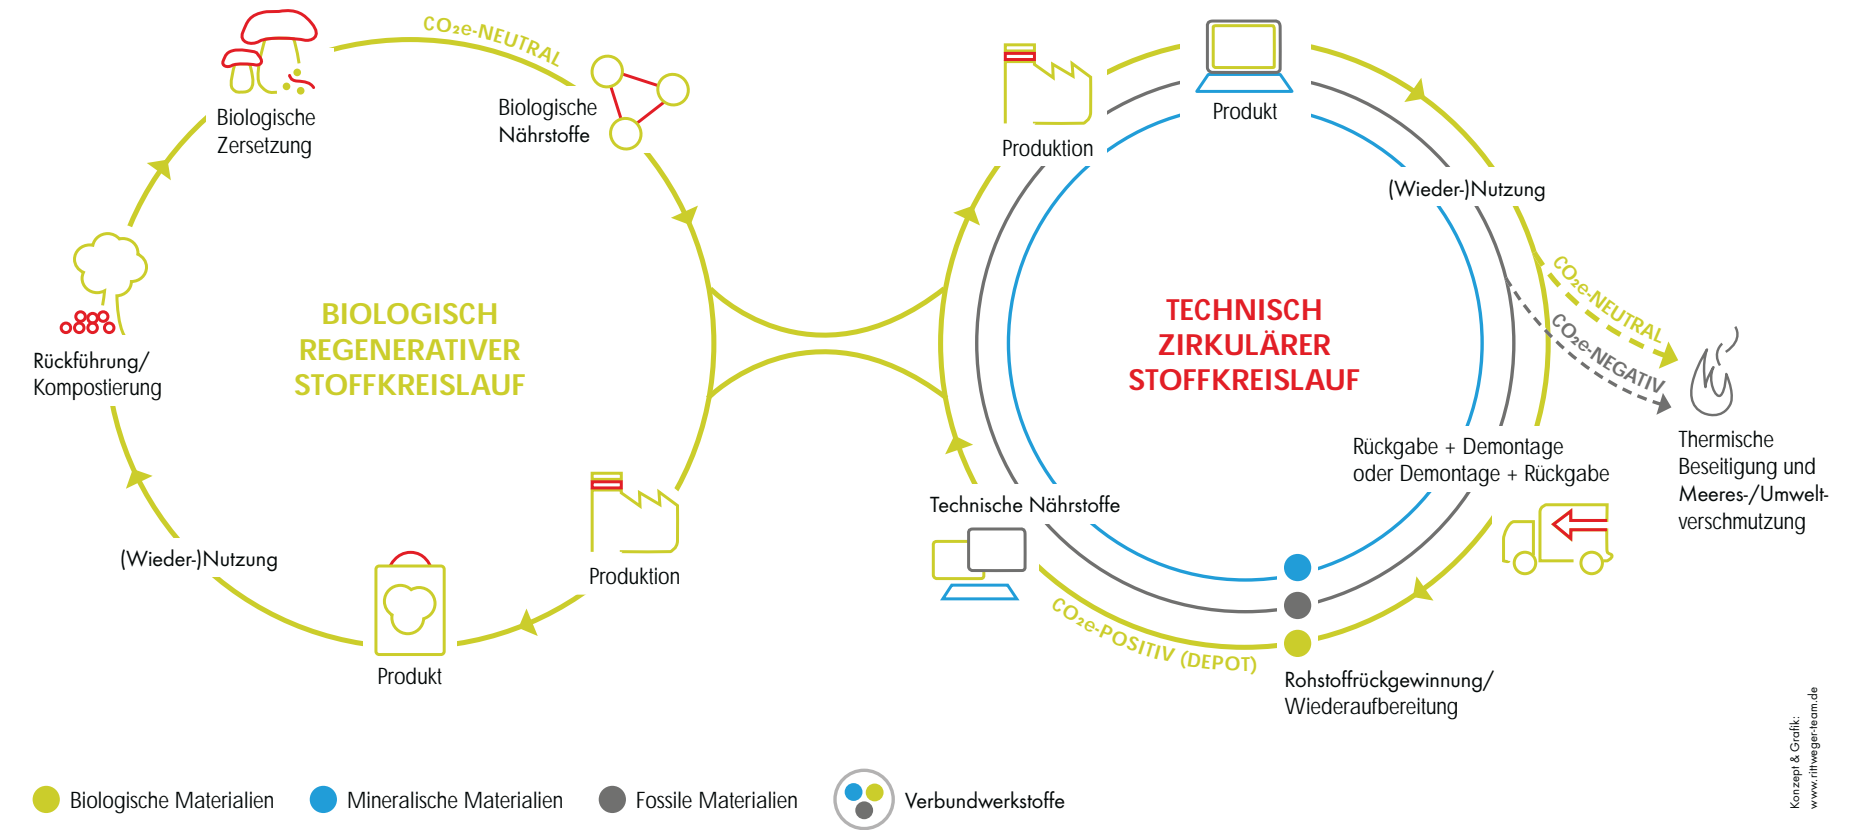 CO₂e-NEUTRAL
Biologische
Zersetzung
Biologische
Nährstoffe
Rückführung/
Kompostierung
BIOLOGISCH
REGENERATIVER
STOFFKREISLAUF
(Wieder-)Nutzung
Produkt
Produktion
Produktion
Produkt
(Wieder-)Nutzung
TECHNISCH
ZIRKULÄRER
STOFFKREISLAUF
CO₂e-NEUTRAL
CO₂e-NEGATIV
Thermische
Beseitigung und
Meeres-/Umwelt-
verschmutzung
Rückgabe + Demontage
oder Demontage + Rückgabe
Technische Nährstoffe
CO₂e-POSITIV (DEPOT)
Rohstoffrückgewinnung/
Wiederaufbereitung
Biologische Materialien
Mineralische Materialien
Fossile Materialien
Verbundwerkstoffe
Konzept & Grafik:
www.rittweger-team.de